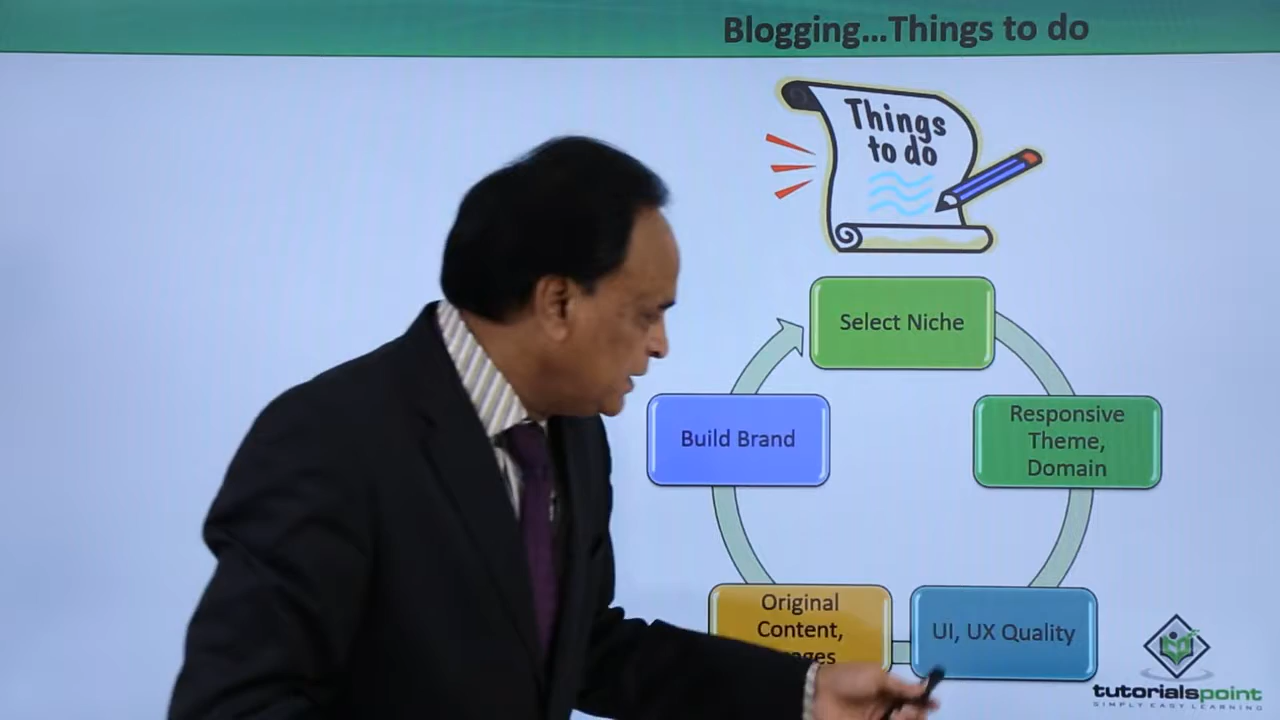 Blogging...Things to do
Things
to do
Select Niche
Build Brand
Responsive
Theme,
Domain
Original
Content,
UI, UX Quality
tutorialspoint
SIMPLY EASY LEARNING